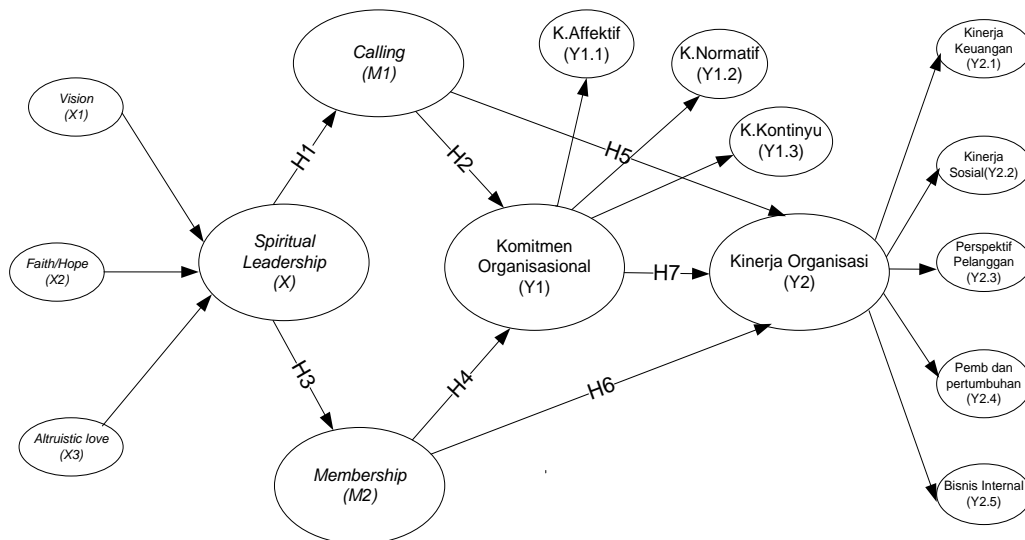 Vision
(X1)
Faith/Hope
(X2)
Altruistic love
(X3)
Spiritual
Leadership
(X)
H1
H3
Calling
(M1)
Membership
(M2)
H2
H4
H5
H6
Komitmen
Organisasional
(Y1)
K.Affektif
(Y1.1)
K.Normatif
(Y1.2)
K.Kontinyu
(Y1.3)
H7
Kinerja Organisasi
(Y2)
Kinerja
Keuangan
(Y2.1)
Kinerja
Sosial(Y2.2)
Perspektif
Pelanggan
(Y2.3)
Pemb dan
pertumbuhan
(Y2.4)
Bisnis Internal
(Y2.5)